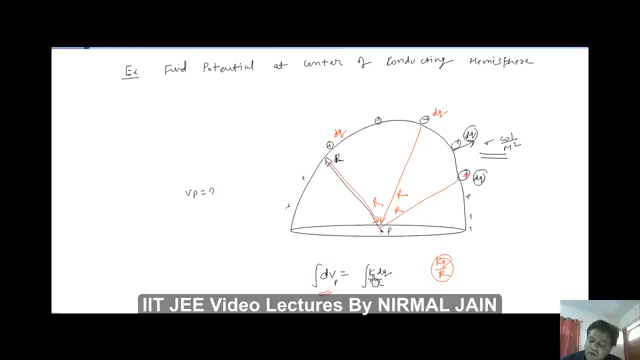 Ex Find Potential at center of Conducting Hemisphere
dq
dq
dq
σ Coul/M²
R
dq
R
R
R
P
VP = ?
∫dVp = ∫K dq/r
Kq/R
IIT JEE Video Lectures By NIRMAL JAIN